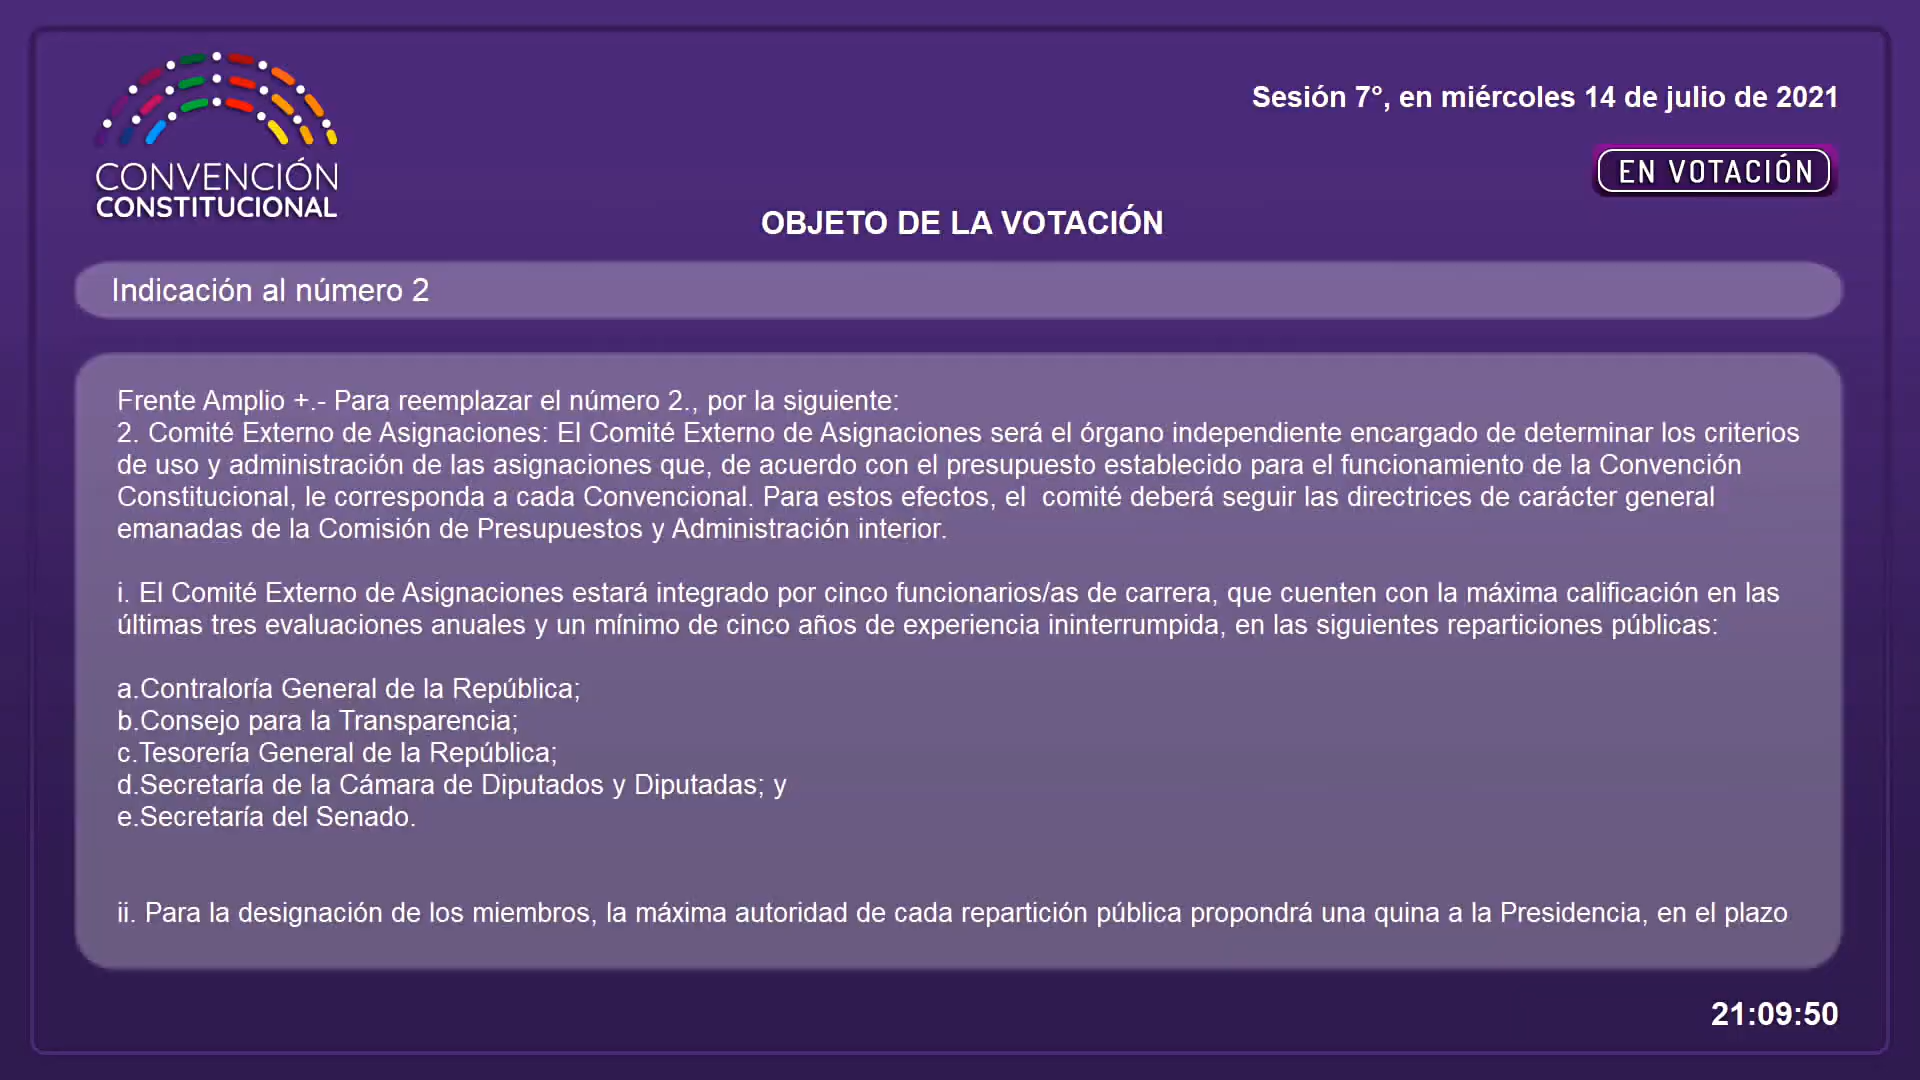 CONVENCIÓN
CONSTITUCIONAL
Sesión 7°, en miércoles 14 de julio de 2021
EN VOTACIÓN
OBJETO DE LA VOTACIÓN
Indicación al número 2
Frente Amplio +.- Para reemplazar el número 2., por la siguiente:
2. Comité Externo de Asignaciones: El Comité Externo de Asignaciones será el órgano independiente encargado de determinar los criterios
de uso y administración de las asignaciones que, de acuerdo con el presupuesto establecido para el funcionamiento de la Convención
Constitucional, le corresponda a cada Convencional. Para estos efectos, el  comité deberá seguir las directrices de carácter general
emanadas de la Comisión de Presupuestos y Administración interior.
i. El Comité Externo de Asignaciones estará integrado por cinco funcionarios/as de carrera, que cuenten con la máxima calificación en las
últimas tres evaluaciones anuales y un mínimo de cinco años de experiencia ininterrumpida, en las siguientes reparticiones públicas:
a.Contraloría General de la República;
b.Consejo para la Transparencia;
c.Tesorería General de la República;
d.Secretaría de la Cámara de Diputados y Diputadas; y
e.Secretaría del Senado.
ii. Para la designación de los miembros, la máxima autoridad de cada repartición pública propondrá una quina a la Presidencia, en el plazo
21:09:50